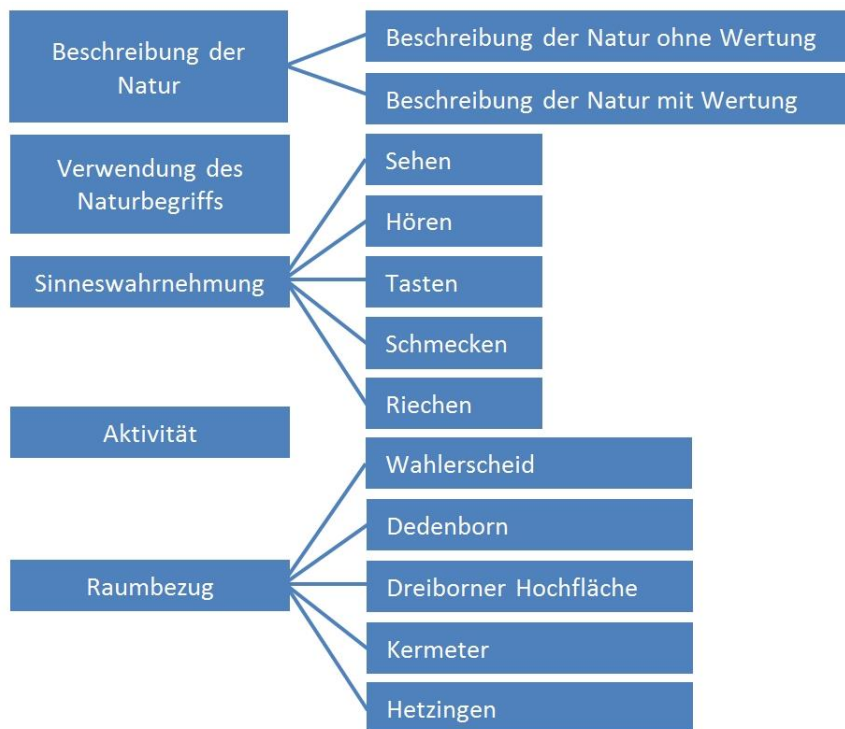 Beschreibung der
Natur
Beschreibung der Natur ohne Wertung
Beschreibung der Natur mit Wertung
Verwendung des
Naturbegriffs
Sinneswahrnehmung
Sehen
Hören
Tasten
Schmecken
Riechen
Aktivität
Raumbezug
Wahlerscheid
Dedenborn
Dreiborner Hochfläche
Kermeter
Hetzingen